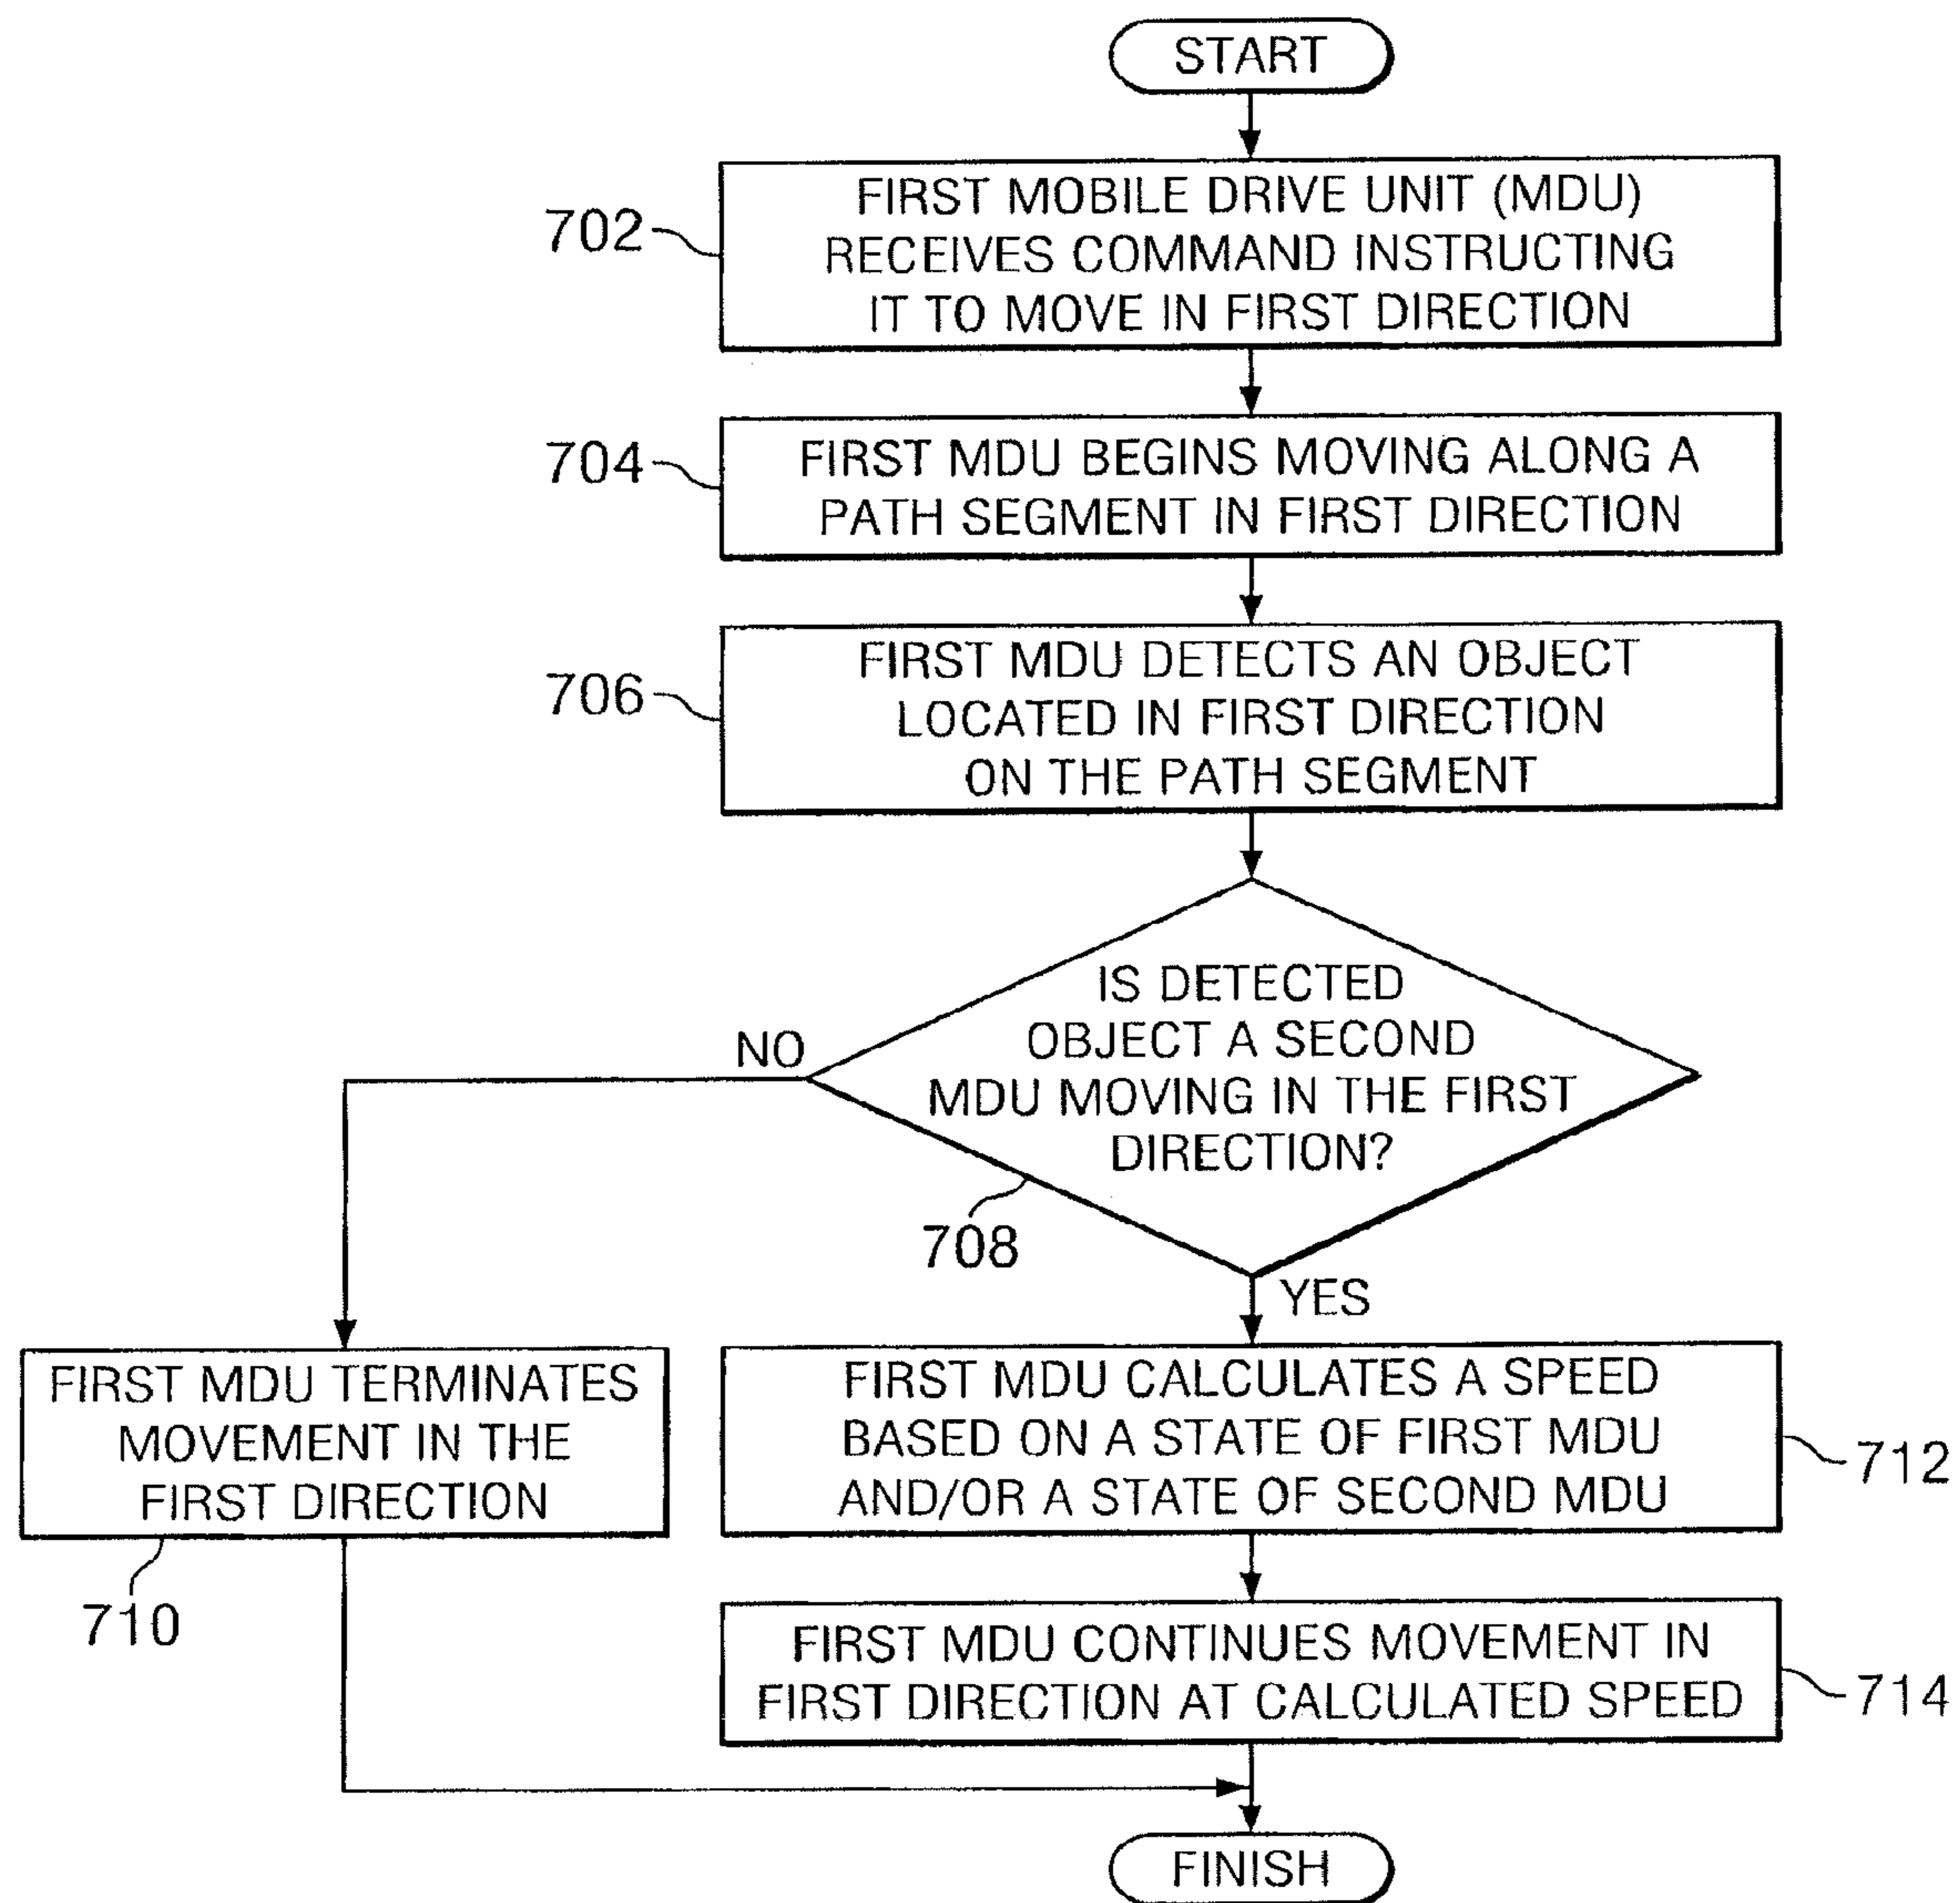 START
702
FIRST MOBILE DRIVE UNIT (MDU)
RECEIVES COMMAND INSTRUCTING
IT TO MOVE IN FIRST DIRECTION
704
FIRST MDU BEGINS MOVING ALONG A
PATH SEGMENT IN FIRST DIRECTION
706
FIRST MDU DETECTS AN OBJECT
LOCATED IN FIRST DIRECTION
ON THE PATH SEGMENT
IS DETECTED
OBJECT A SECOND
MDU MOVING IN THE FIRST
DIRECTION?
NO
708
YES
FIRST MDU TERMINATES
MOVEMENT IN THE
FIRST DIRECTION
710
FIRST MDU CALCULATES A SPEED
BASED ON A STATE OF FIRST MDU
AND/OR A STATE OF SECOND MDU
712
FIRST MDU CONTINUES MOVEMENT IN
FIRST DIRECTION AT CALCULATED SPEED
714
FINISH